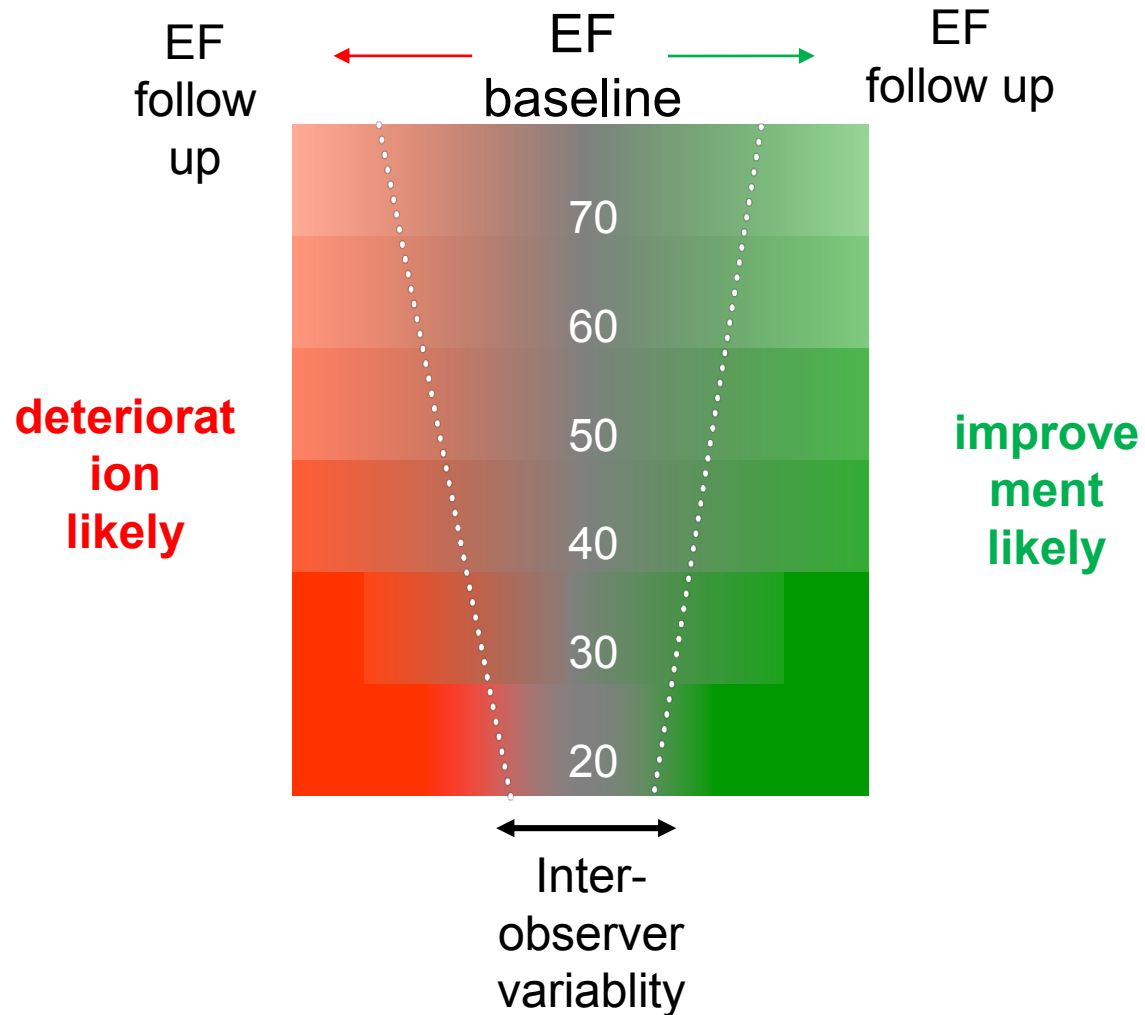 EF
follow
up
EF
baseline
EF
follow up
70
60
50
40
30
20
deteriorat
ion
likely
improve
ment
likely
Inter-
observer
variablity